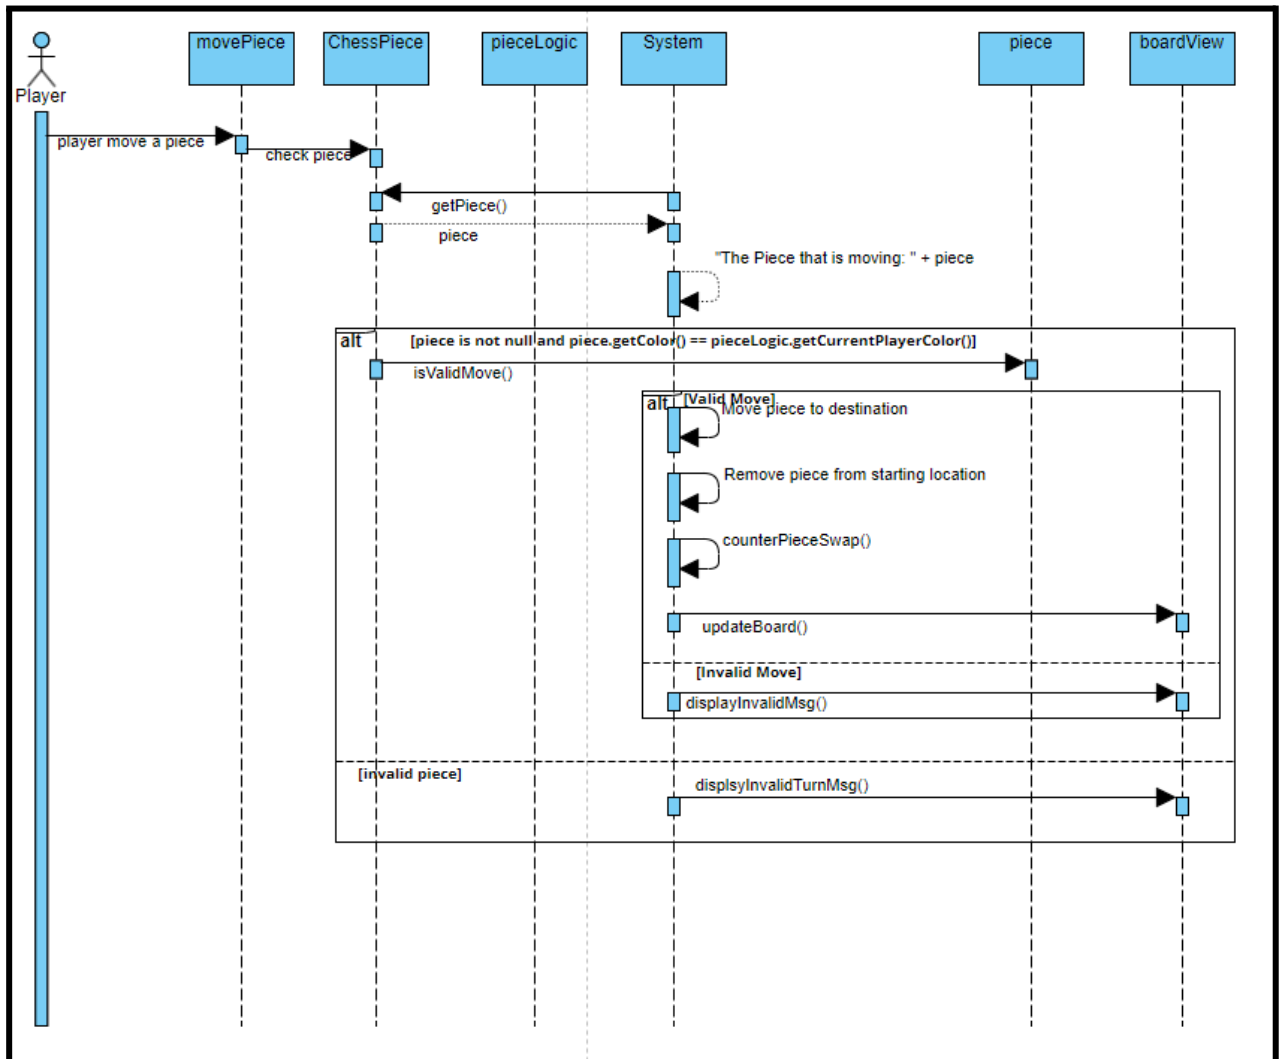 movePiece
ChessPiece
pieceLogic
System
piece
boardView
Player
player move a piece
check piece
getPiece()
piece
"The Piece that is moving: " + piece
alt
[piece is not null and piece.getColor() == pieceLogic.getCurrentPlayerColor()]
isValidMove()
alt
[Valid Move]
Move piece to destination
Remove piece from starting location
counterPieceSwap()
updateBoard()
[Invalid Move]
displayInvalidMsg()
[invalid piece]
displsyInvalidTurnMsg()